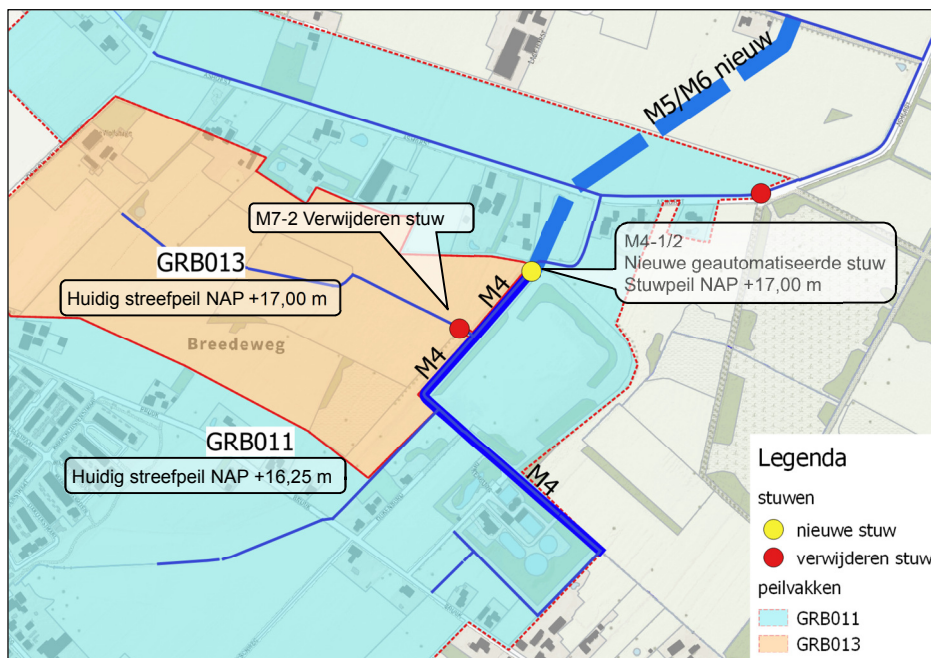 M5/M6 nieuw
M7-2 Verwijderen stuw
M4-1/2
Nieuwe geautomatiseerde stuw
Stuwpeil NAP +17,00 m
GRB013
Huidig streefpeil NAP +17,00 m
M4
Breedeweg
M4
GRB011
Huidig streefpeil NAP +16,25 m
M4
Legenda
stuwen
nieuwe stuw
verwijderen stuw
peilvakken
GRB011
GRB013